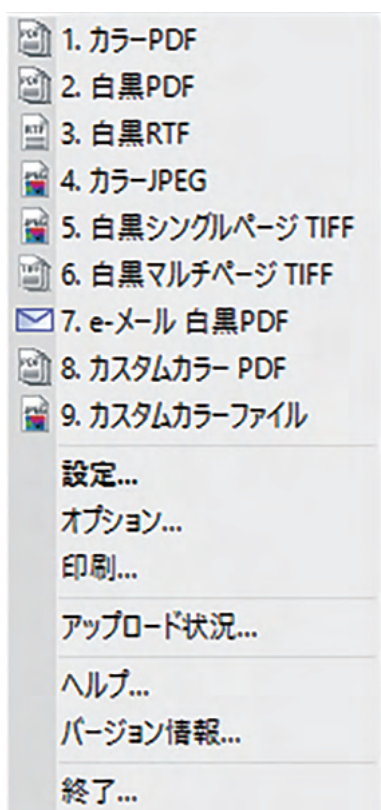 1. カラーPDF
2. 白黒PDF
3. 白黒RTF
4. カラーJPEG
5. 白黒シングルページ TIFF
6. 白黒マルチページ TIFF
7. e-メール 白黒PDF
8. カスタムカラー PDF
9. カスタムカラーファイル
設定...
オプション...
印刷...
アップロード状況...
ヘルプ...
バージョン情報...
終了...